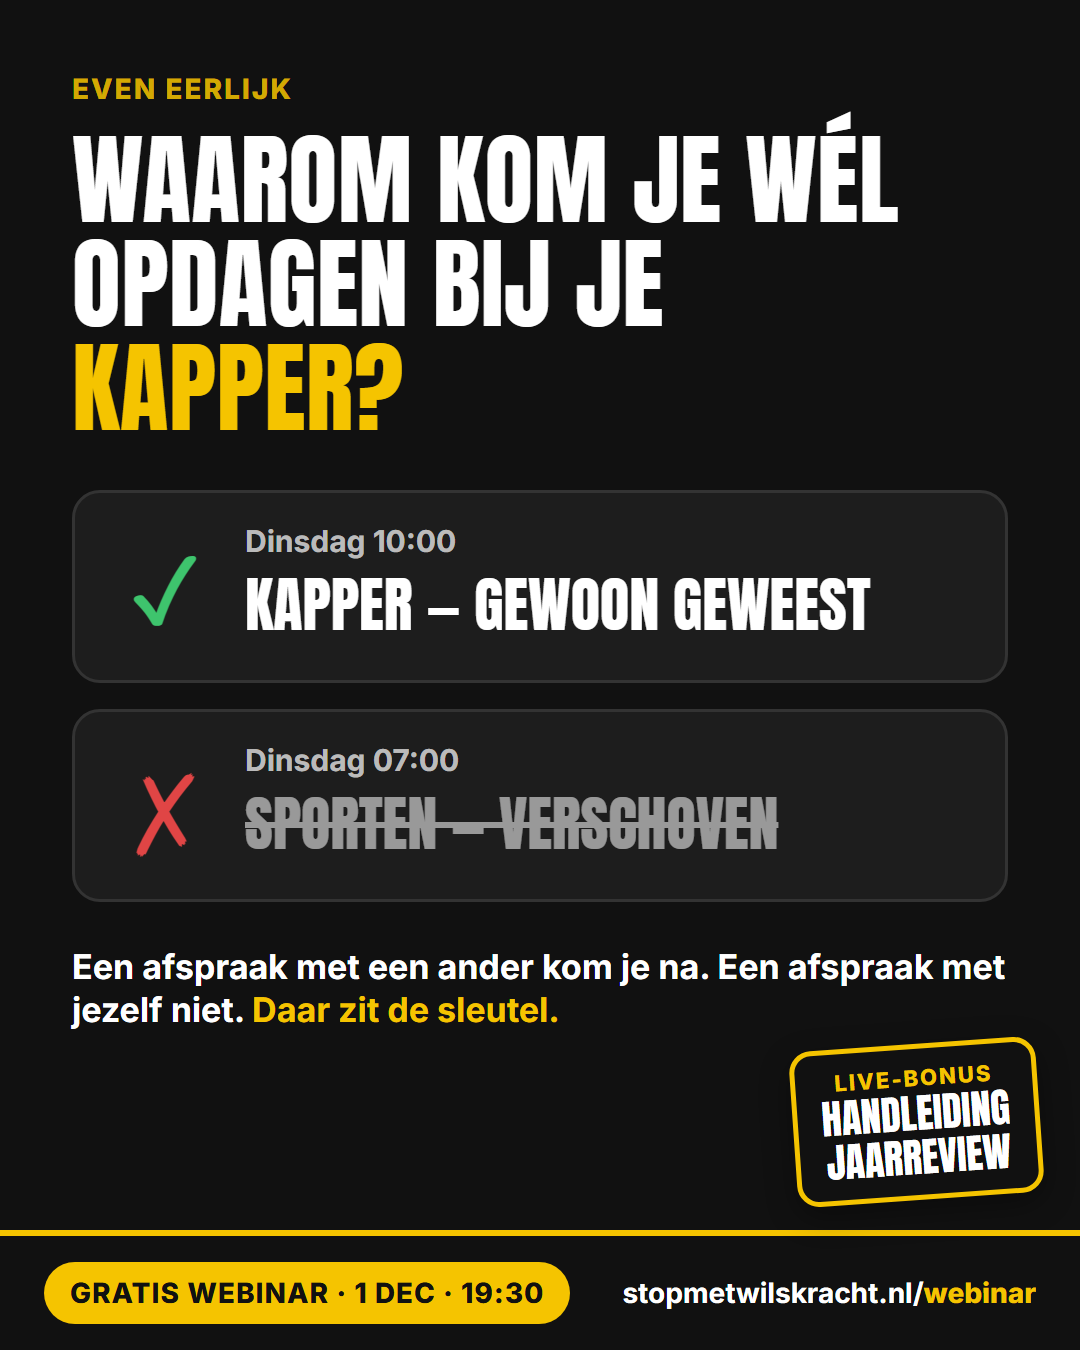 EVEN EERLIJK
WAAROM KOM JE WÉL
OPDAGEN BIJ JE
KAPPER?
Dinsdag 10:00
KAPPER – GEWOON GEWEEST
Dinsdag 07:00
SPORTEN – VERSCHOVEN
Een afspraak met een ander kom je na. Een afspraak met
jezelf niet. Daar zit de sleutel.
LIVE-BONUS
HANDLEIDING
JAARREVIEW
GRATIS WEBINAR · 1 DEC · 19:30
stopmetwilskracht.nl/webinar